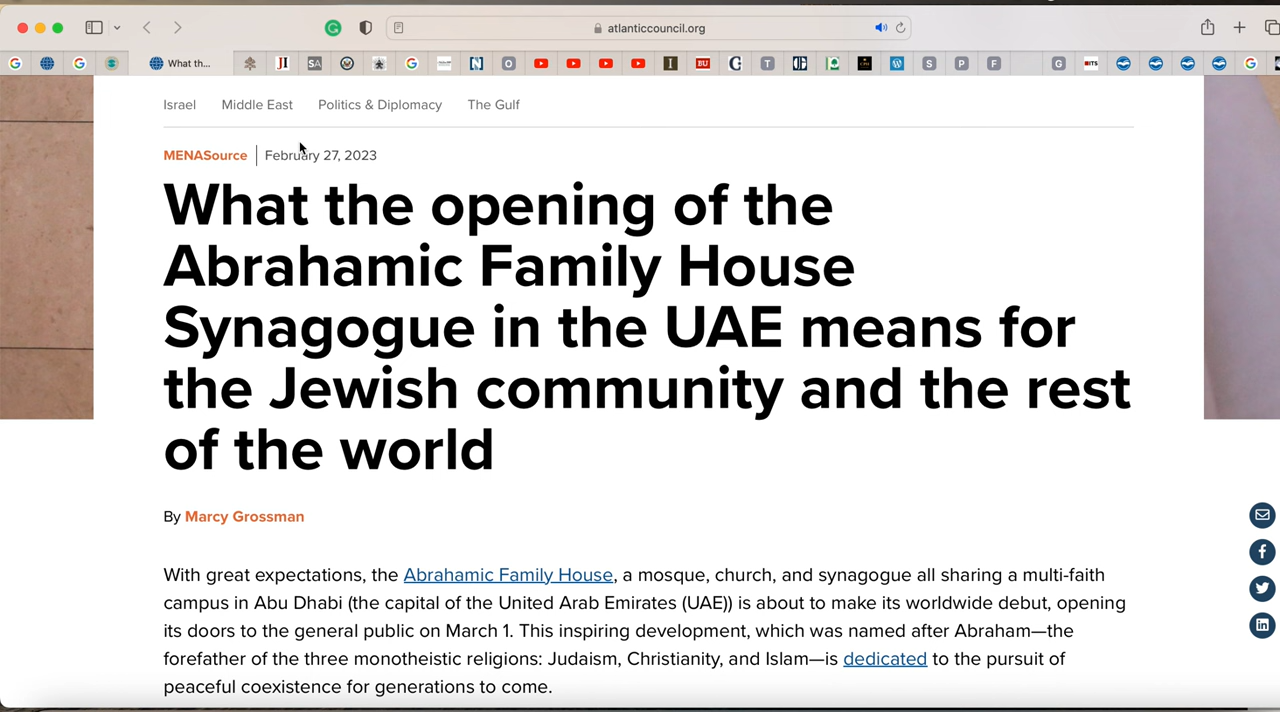 atlanticcouncil.org
G G What th... JI SA G N O I BU G T W S P F G ITS G
Israel Middle East Politics & Diplomacy The Gulf
MENASource | February 27, 2023
What the opening of the
Abrahamic Family House
Synagogue in the UAE means for
the Jewish community and the rest
of the world
By Marcy Grossman
With great expectations, the Abrahamic Family House, a mosque, church, and synagogue all sharing a multi-faith
campus in Abu Dhabi (the capital of the United Arab Emirates (UAE)) is about to make its worldwide debut, opening
its doors to the general public on March 1. This inspiring development, which was named after Abraham—the
forefather of the three monotheistic religions: Judaism, Christianity, and Islam—is dedicated to the pursuit of
peaceful coexistence for generations to come.